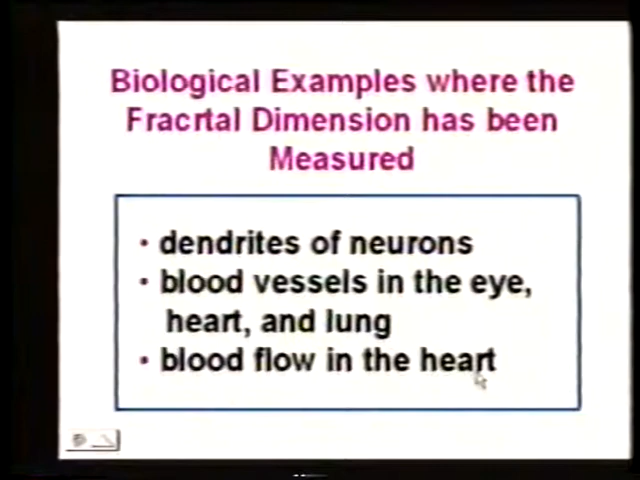 Biological Examples where the
Fracrtal Dimension has been
Measured
• dendrites of neurons
• blood vessels in the eye,
heart, and lung
• blood flow in the heart